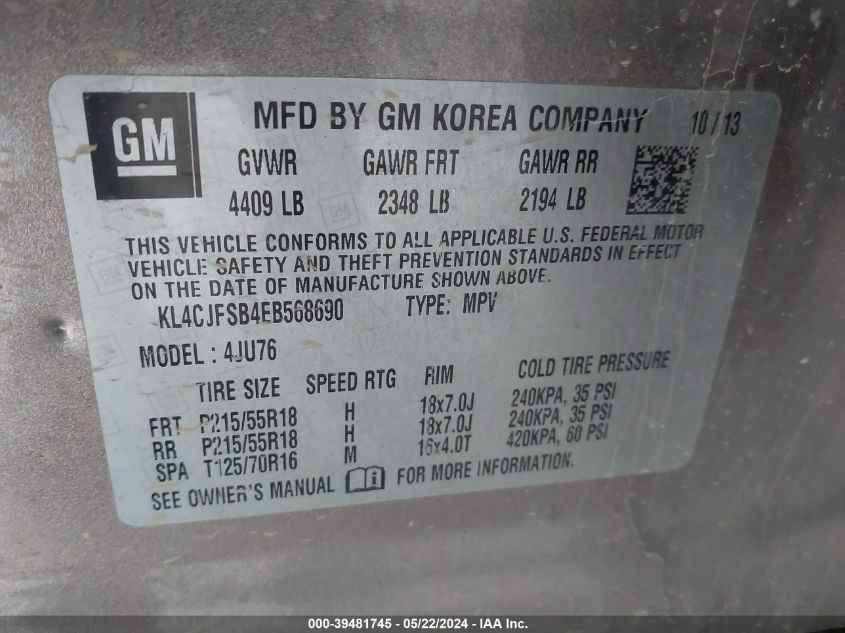 GM
MFD BY GM KOREA COMPANY 10/13
GVWR GAWR FRT GAWR RR
4409 LB 2348 LB 2194 LB
THIS VEHICLE CONFORMS TO ALL APPLICABLE U.S. FEDERAL MOTOR
VEHICLE SAFETY AND THEFT PREVENTION STANDARDS IN EFFECT
ON THE DATE OF MANUFACTURE SHOWN ABOVE.
KL4CJFSB4EB568690 TYPE: MPV
MODEL : 4JU76
TIRE SIZE SPEED RTG RIM COLD TIRE PRESSURE
FRT P215/55R18 H 18x7.0J 240KPA, 35 PSI
RR P215/55R18 H 18x7.0J 240KPA, 35 PSI
SPA T125/70R16 M 16x4.0T 420KPA, 60 PSI
SEE OWNER'S MANUAL FOR MORE INFORMATION.
000-39481745 - 05/22/2024 - IAA Inc.